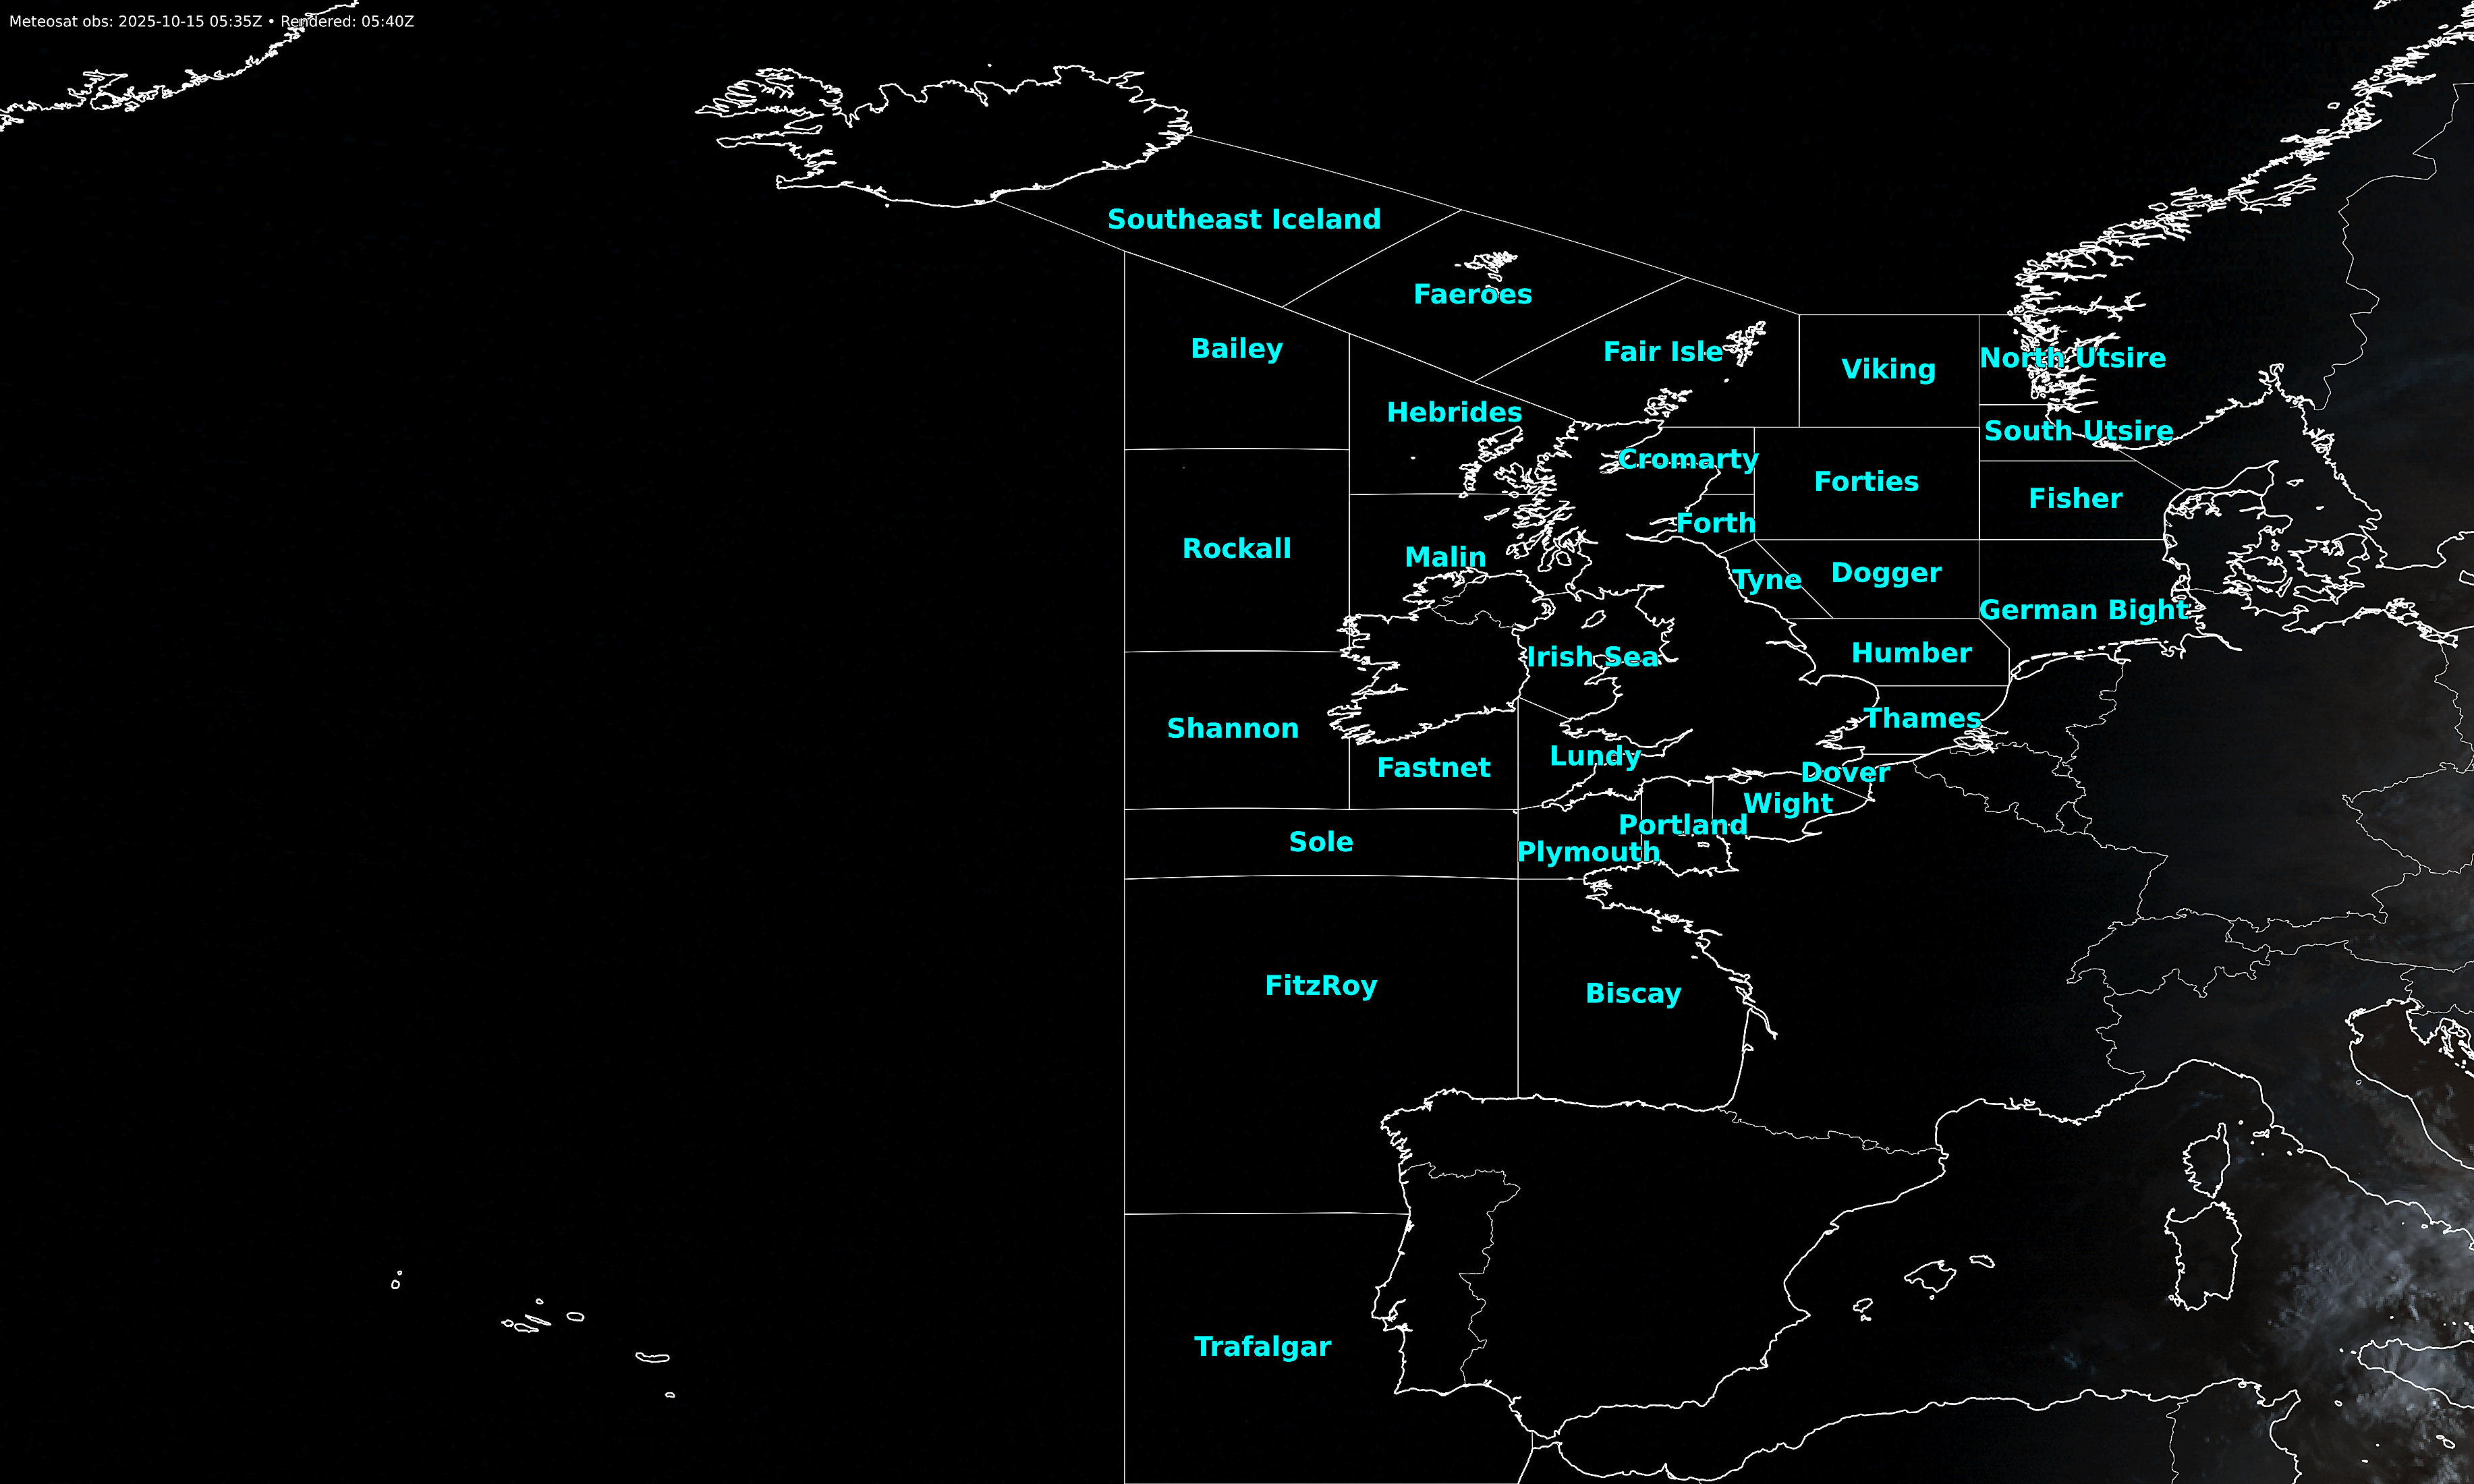 Meteosat obs: 2025-10-15 05:35Z • Rendered: 05:40Z
Southeast Iceland
Faeroes
Bailey
Fair Isle
North Utsire
Viking
Hebrides
South Utsire
Cromarty
Forties
Fisher
Forth
Rockall
Malin
Dogger
Tyne
German Bight
Humber
Irish Sea
Thames
Shannon
Lundy
Fastnet
Dover
Wight
Portland
Sole
Plymouth
FitzRoy
Biscay
Trafalgar